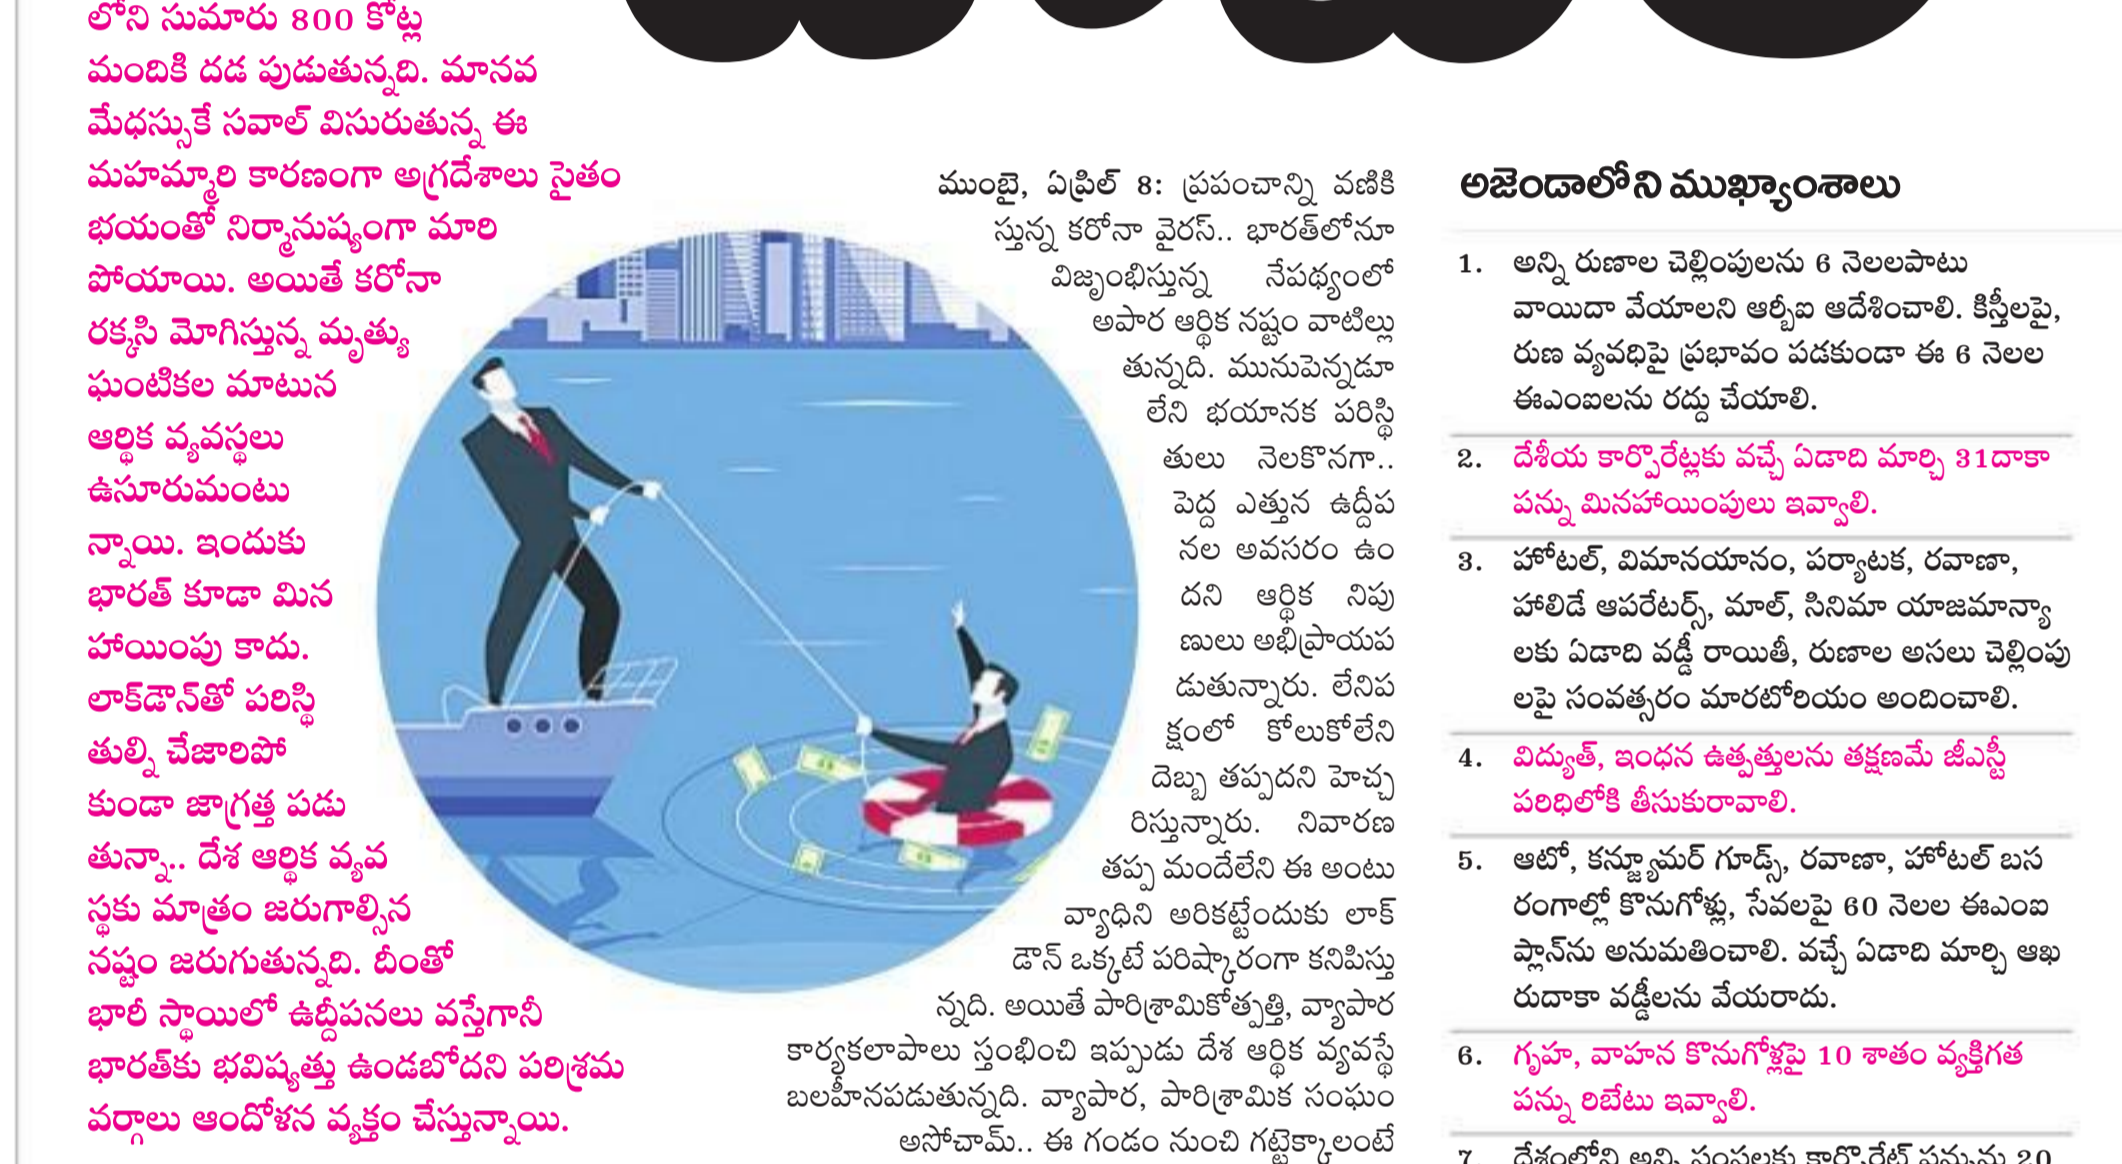 లోని సుమారు 800 కోట్ల
మందికి దడ పుడుతున్నది. మానవ
మేధస్సుకే సవాల్ విసురుతున్న ఈ
మహమ్మారి కారణంగా అగ్రదేశాలు సైతం
భయంతో నిర్మానుష్యంగా మారి
పోయాయి. అయితే కరోనా
రక్కసి మోగిస్తున్న మృత్యు
ఘంటికల మాటున
ఆర్థిక వ్యవస్థలు
ఉసూరుమంటు
న్నాయి. ఇందుకు
భారత్ కూడా మిన
హాయింపు కాదు.
లాక్‌డౌన్‌తో పరిస్థి
తుల్ని చేజారిపో
కుండా జాగ్రత్త పడు
తున్నా.. దేశ ఆర్థిక వ్యవ
స్థకు మాత్రం జరుగాల్సిన
నష్టం జరుగుతున్నది. దీంతో
భారీ స్థాయిలో ఉద్దీపనలు వస్తేగానీ
భారత్‌కు భవిష్యత్తు ఉండబోదని పరిశ్రమ
వర్గాలు ఆందోళన వ్యక్తం చేస్తున్నాయి.
ముంబై, ఏప్రిల్ 8: ప్రపంచాన్ని వణికి
స్తున్న కరోనా వైరస్.. భారత్‌లోనూ
విజృంభిస్తున్న నేపథ్యంలో
అపార ఆర్థిక నష్టం వాటిల్లు
తున్నది. మునుపెన్నడూ
లేని భయానక పరిస్థి
తులు నెలకొనగా..
పెద్ద ఎత్తున ఉద్దీప
నల అవసరం ఉం
దని ఆర్థిక నిపు
ణులు అభిప్రాయప
డుతున్నారు. లేనిప
క్షంలో కోలుకోలేని
దెబ్బ తప్పదని హెచ్చ
రిస్తున్నారు. నివారణ
తప్ప మందేలేని ఈ అంటు
వ్యాధిని అరికట్టేందుకు లాక్
డౌన్ ఒక్కటే పరిష్కారంగా కనిపిస్తు
న్నది. అయితే పారిశ్రామికోత్పత్తి, వ్యాపార
కార్యకలాపాలు స్తంభించి ఇప్పుడు దేశ ఆర్థిక వ్యవస్థే
బలహీనపడుతున్నది. వ్యాపార, పారిశ్రామిక సంఘం
అసోచామ్.. ఈ గండం నుంచి గట్టెక్కాలంటే
అజెండాలోని ముఖ్యాంశాలు
1. అన్ని రుణాల చెల్లింపులను 6 నెలలపాటు
వాయిదా వేయాలని ఆర్బీఐ ఆదేశించాలి. కిస్తీలపై,
రుణ వ్యవధిపై ప్రభావం పడకుండా ఈ 6 నెలల
ఈఎంఐలను రద్దు చేయాలి.
2. దేశీయ కార్పొరేట్లకు వచ్చే ఏడాది మార్చి 31దాకా
పన్ను మినహాయింపులు ఇవ్వాలి.
3. హోటల్, విమానయానం, పర్యాటక, రవాణా,
హాలిడే ఆపరేటర్స్, మాల్, సినిమా యాజమాన్యా
లకు ఏడాది వడ్డీ రాయితీ, రుణాల అసలు చెల్లింపు
లపై సంవత్సరం మారటోరియం అందించాలి.
4. విద్యుత్, ఇంధన ఉత్పత్తులను తక్షణమే జీఎస్టీ
పరిధిలోకి తీసుకురావాలి.
5. ఆటో, కన్జ్యూమర్ గూడ్స్, రవాణా, హోటల్ బస
రంగాల్లో కొనుగోళ్లు, సేవలపై 60 నెలల ఈఎంఐ
ప్లాన్‌ను అనుమతించాలి. వచ్చే ఏడాది మార్చి ఆఖ
రుదాకా వడ్డీలను వేయరాదు.
6. గృహ, వాహన కొనుగోళ్లపై 10 శాతం వ్యక్తిగత
పన్ను రిబేటు ఇవ్వాలి.
7. దేశంలోని అన్ని సంస్థలకు కార్పొరేట్ పన్నును 20